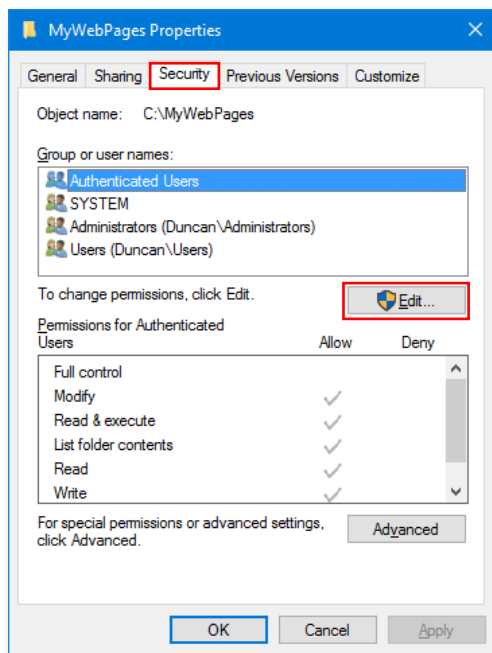 MyWebPages Properties
General Sharing Security Previous Versions Customize
Object name: C:\MyWebPages
Group or user names:
Authenticated Users
SYSTEM
Administrators (Duncan\Administrators)
Users (Duncan\Users)
To change permissions, click Edit.
Edit...
Permissions for Authenticated
Users Allow Deny
Full control
Modify
Read & execute
List folder contents
Read
Write
For special permissions or advanced settings,
click Advanced.
Advanced
OK Cancel Apply